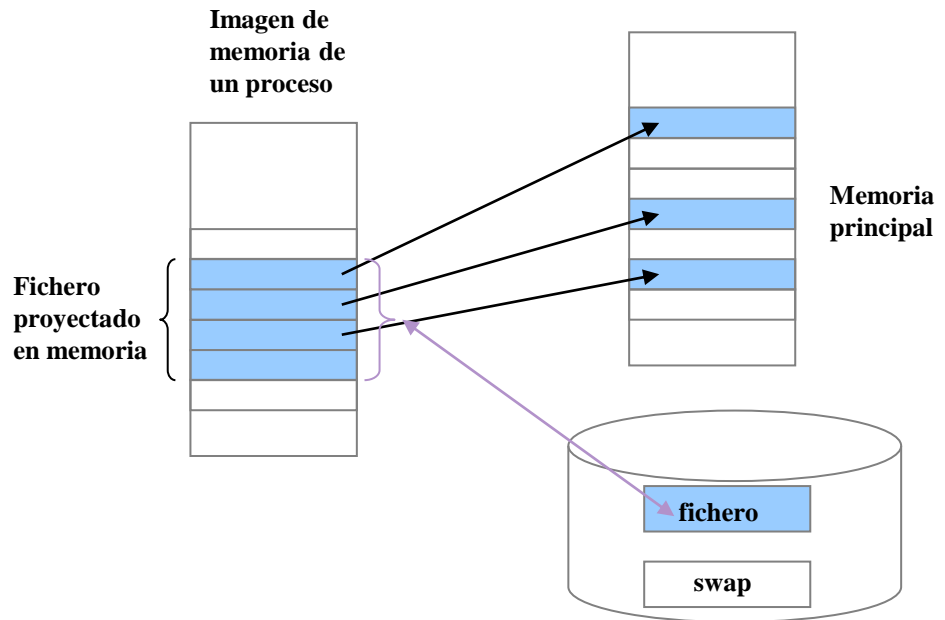 Imagen de
memoria de
un proceso
Memoria
principal
Fichero
proyectado
en memoria
fichero
swap